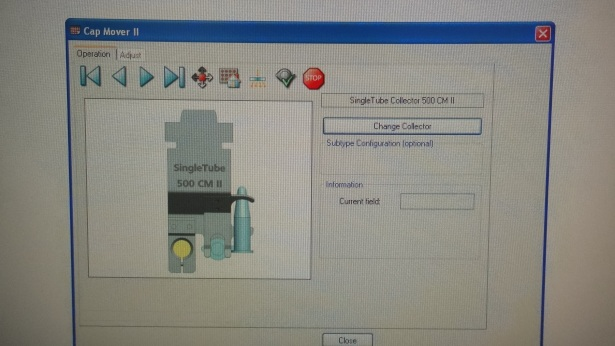 Cap Mover II
Operation
Adjust
STOP
SingleTube Collector 500 CM II
Change Collector
Subtype Configuration (optional)
SingleTube
500 CM II
Information
Current field:
Close